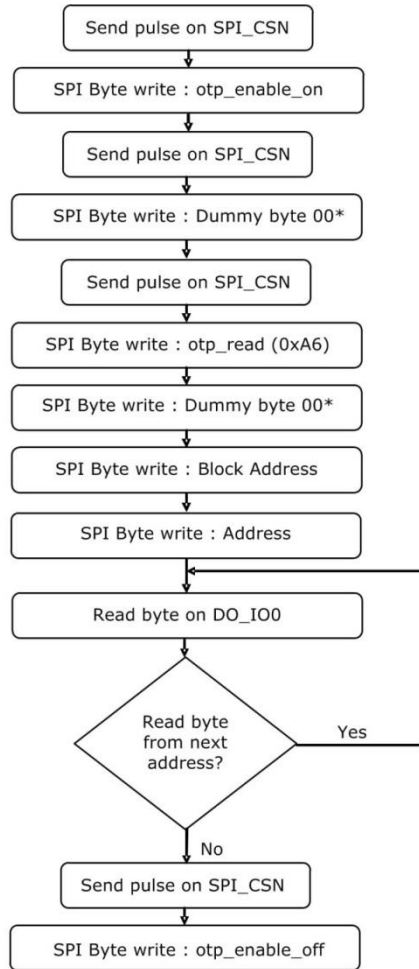 Send pulse on SPI_CSN
SPI Byte write : otp_enable_on
Send pulse on SPI_CSN
SPI Byte write : Dummy byte 00*
Send pulse on SPI_CSN
SPI Byte write : otp_read (0xA6)
SPI Byte write : Dummy byte 00*
SPI Byte write : Block Address
SPI Byte write : Address
Read byte on DO_IO0
Read byte
from next
address?
Yes
No
Send pulse on SPI_CSN
SPI Byte write : otp_enable_off